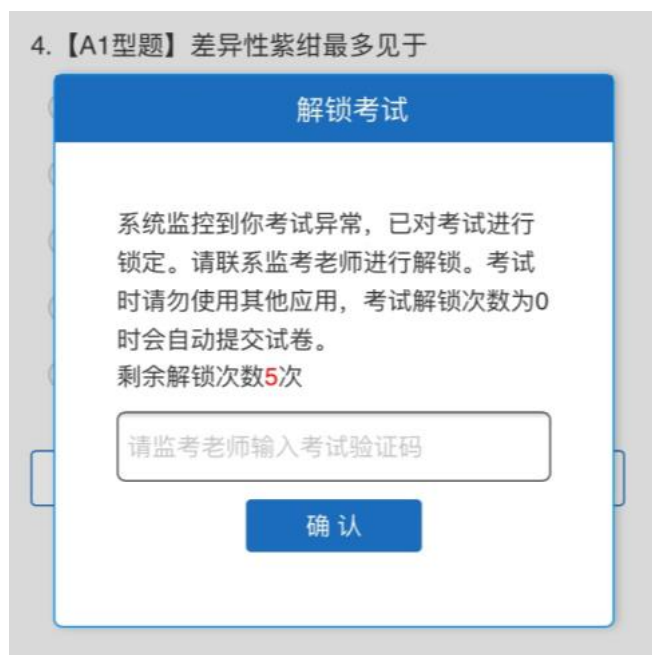 4.【A1型题】差异性紫绀最多见于
解锁考试
系统监控到你考试异常，已对考试进行
锁定。请联系监考老师进行解锁。考试
时请勿使用其他应用，考试解锁次数为0
时会自动提交试卷。
剩余解锁次数5次
请监考老师输入考试验证码
确 认